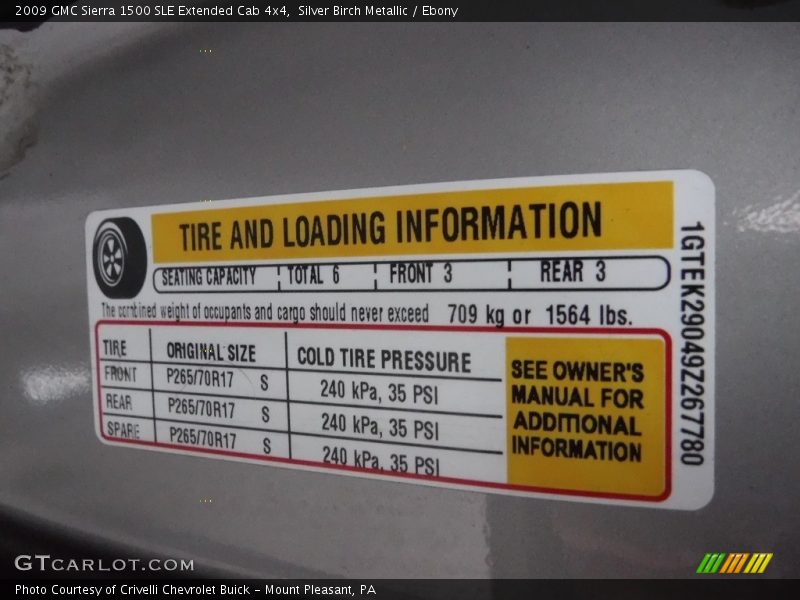 2009 GMC Sierra 1500 SLE Extended Cab 4x4,  Silver Birch Metallic / Ebony
TIRE AND LOADING INFORMATION
SEATING CAPACITY TOTAL 6 FRONT 3 REAR 3
The combined weight of occupants and cargo should never exceed 709 kg or 1564 lbs.
TIRE ORIGINAL SIZE COLD TIRE PRESSURE
FRONT P265/70R17 S 240 kPa, 35 PSI
REAR P265/70R17 S 240 kPa, 35 PSI
SPARE P265/70R17 S 240 kPa, 35 PSI
SEE OWNER'S
MANUAL FOR
ADDITIONAL
INFORMATION
1GTEK29049Z267780
GTCARLOT.COM
Photo Courtesy of Crivelli Chevrolet Buick - Mount Pleasant, PA